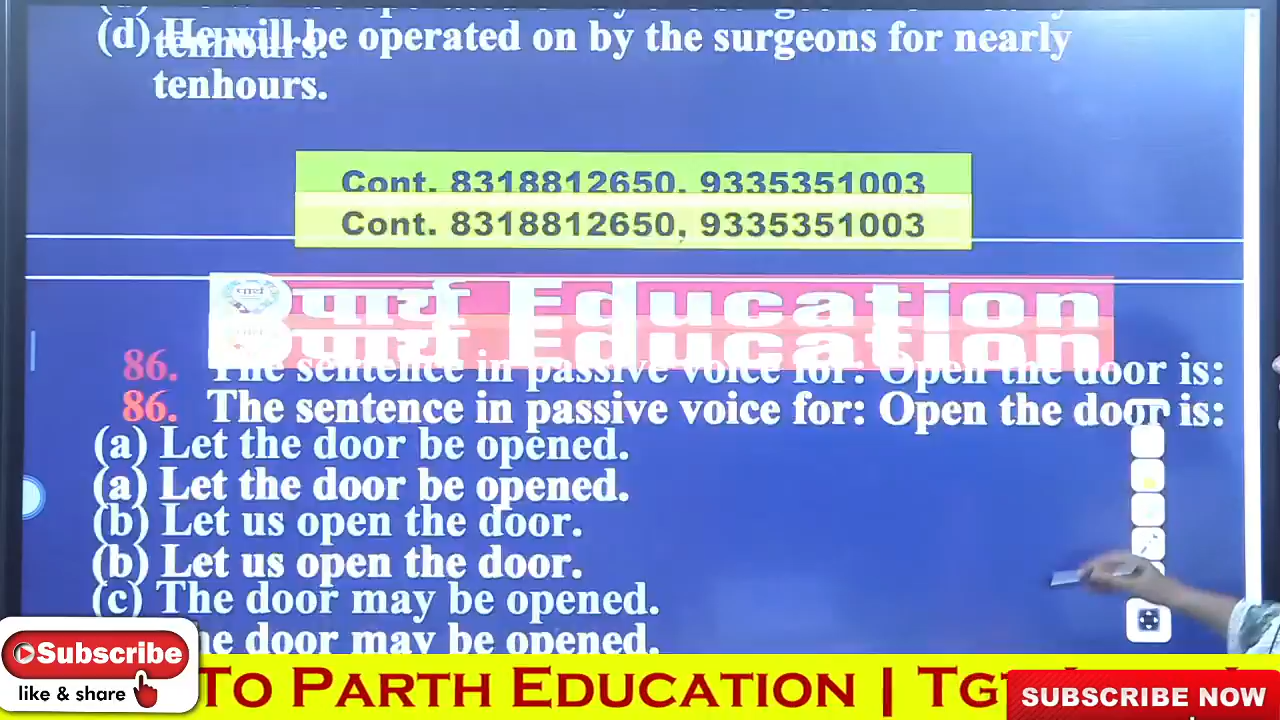 (d) He will be operated on by the surgeons for nearly
tenhours.
tenhours.
Cont. 8318812650, 9335351003
Cont. 8318812650, 9335351003
पार्थ Education
पार्थ Education
86. The sentence in passive voice for: Open the door is:
86. The sentence in passive voice for: Open the door is:
(a) Let the door be opened.
(a) Let the door be opened.
(b) Let us open the door.
(b) Let us open the door.
(c) The door may be opened.
he door may be opened.
Subscribe
like & share
To Parth Education | Tg
SUBSCRIBE NOW